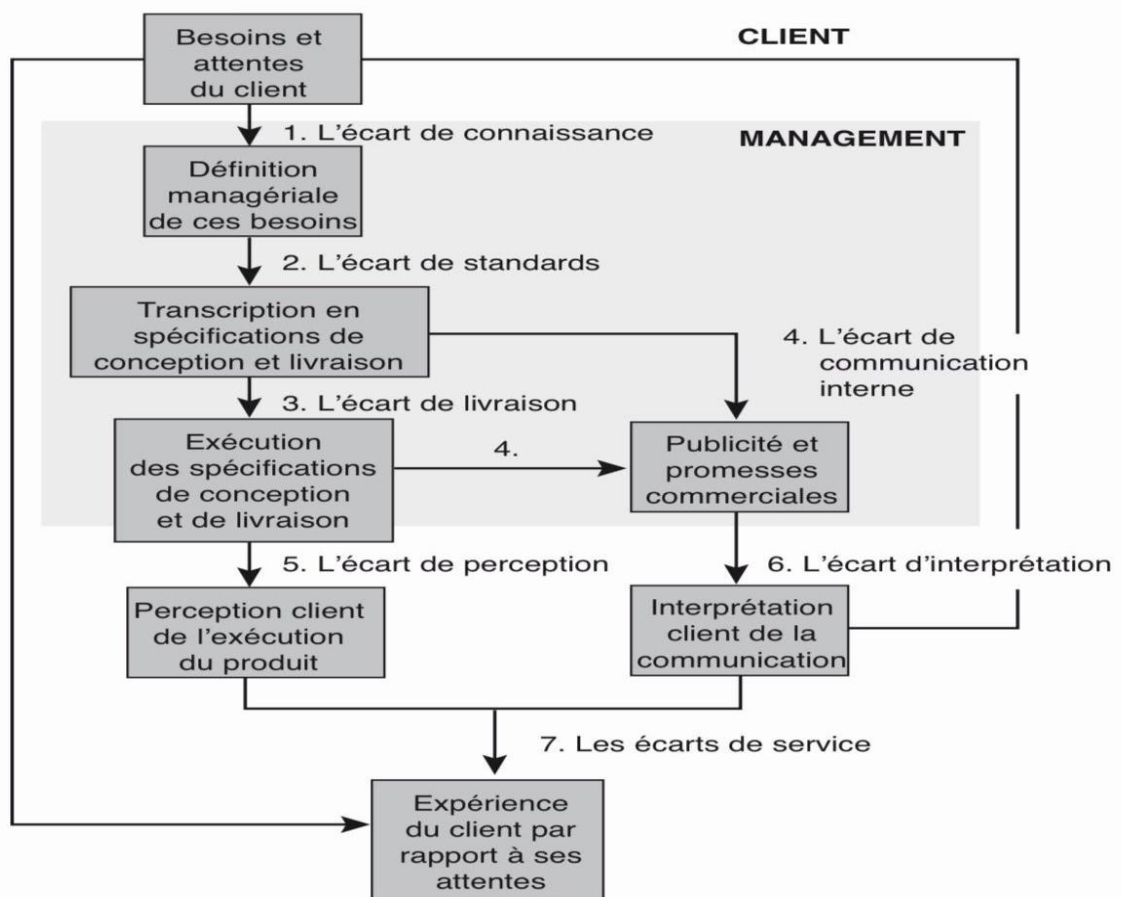 Besoins et
attentes
du client
CLIENT
1. L'écart de connaissance
MANAGEMENT
Définition
managériale
de ces besoins
2. L'écart de standards
Transcription en
spécifications de
conception et livraison
4. L'écart de
communication
interne
3. L'écart de livraison
Exécution
des spécifications
de conception
et de livraison
4.
Publicité et
promesses
commerciales
5. L'écart de perception
6. L'écart d'interprétation
Perception client
de l'exécution
du produit
Interprétation
client de la
communication
7. Les écarts de service
Expérience
du client par
rapport à ses
attentes